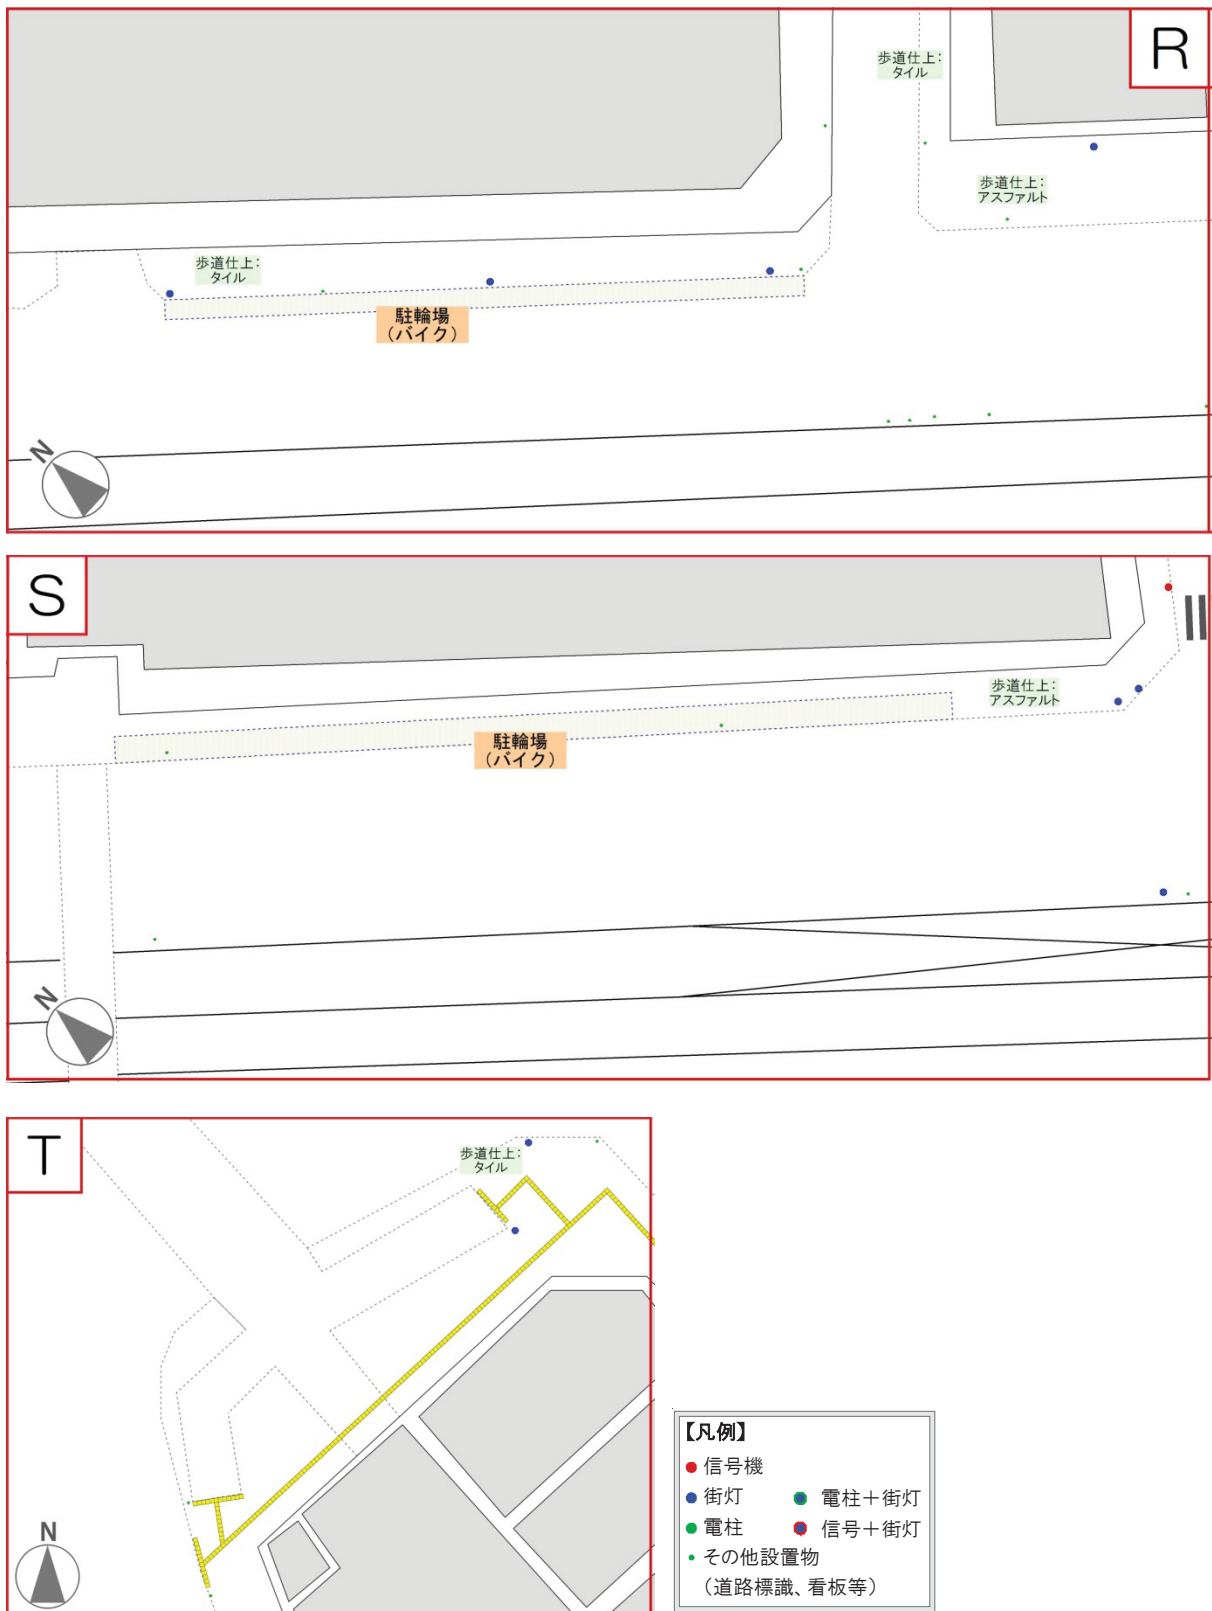 R
歩道仕上：
タイル
歩道仕上：
アスファルト
歩道仕上：
タイル
駐輪場
（バイク）
N
S
歩道仕上：
アスファルト
駐輪場
（バイク）
N
T
歩道仕上：
タイル
N
【凡例】
信号機
街灯
電柱＋街灯
電柱
信号＋街灯
その他設置物
（道路標識、看板等）